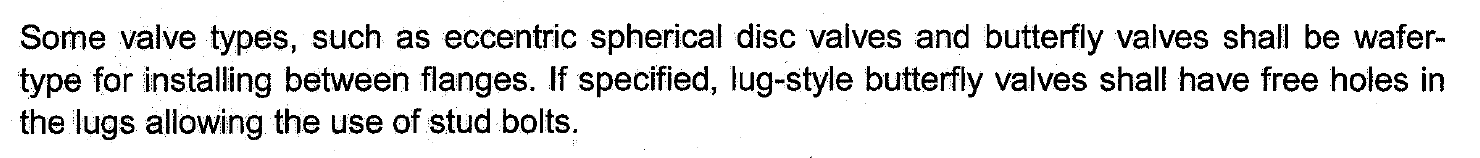 Some valve types, such as eccentric spherical disc valves and butterfly valves shall be wafer-
type for installing between flanges. If specified, lug-style butterfly valves shall have free holes in
the lugs allowing the use of stud bolts.